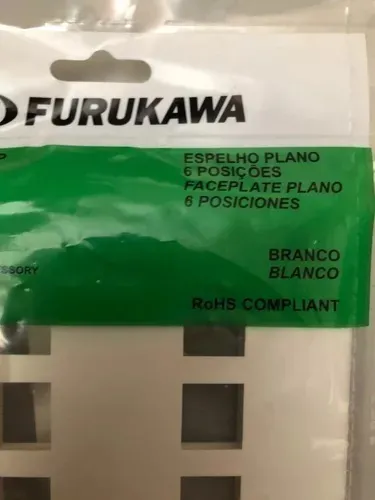 FURUKAWA
ESPELHO PLANO
6 POSIÇÕES
FACEPLATE PLANO
6 POSICIONES
BRANCO
BLANCO
RoHS COMPLIANT